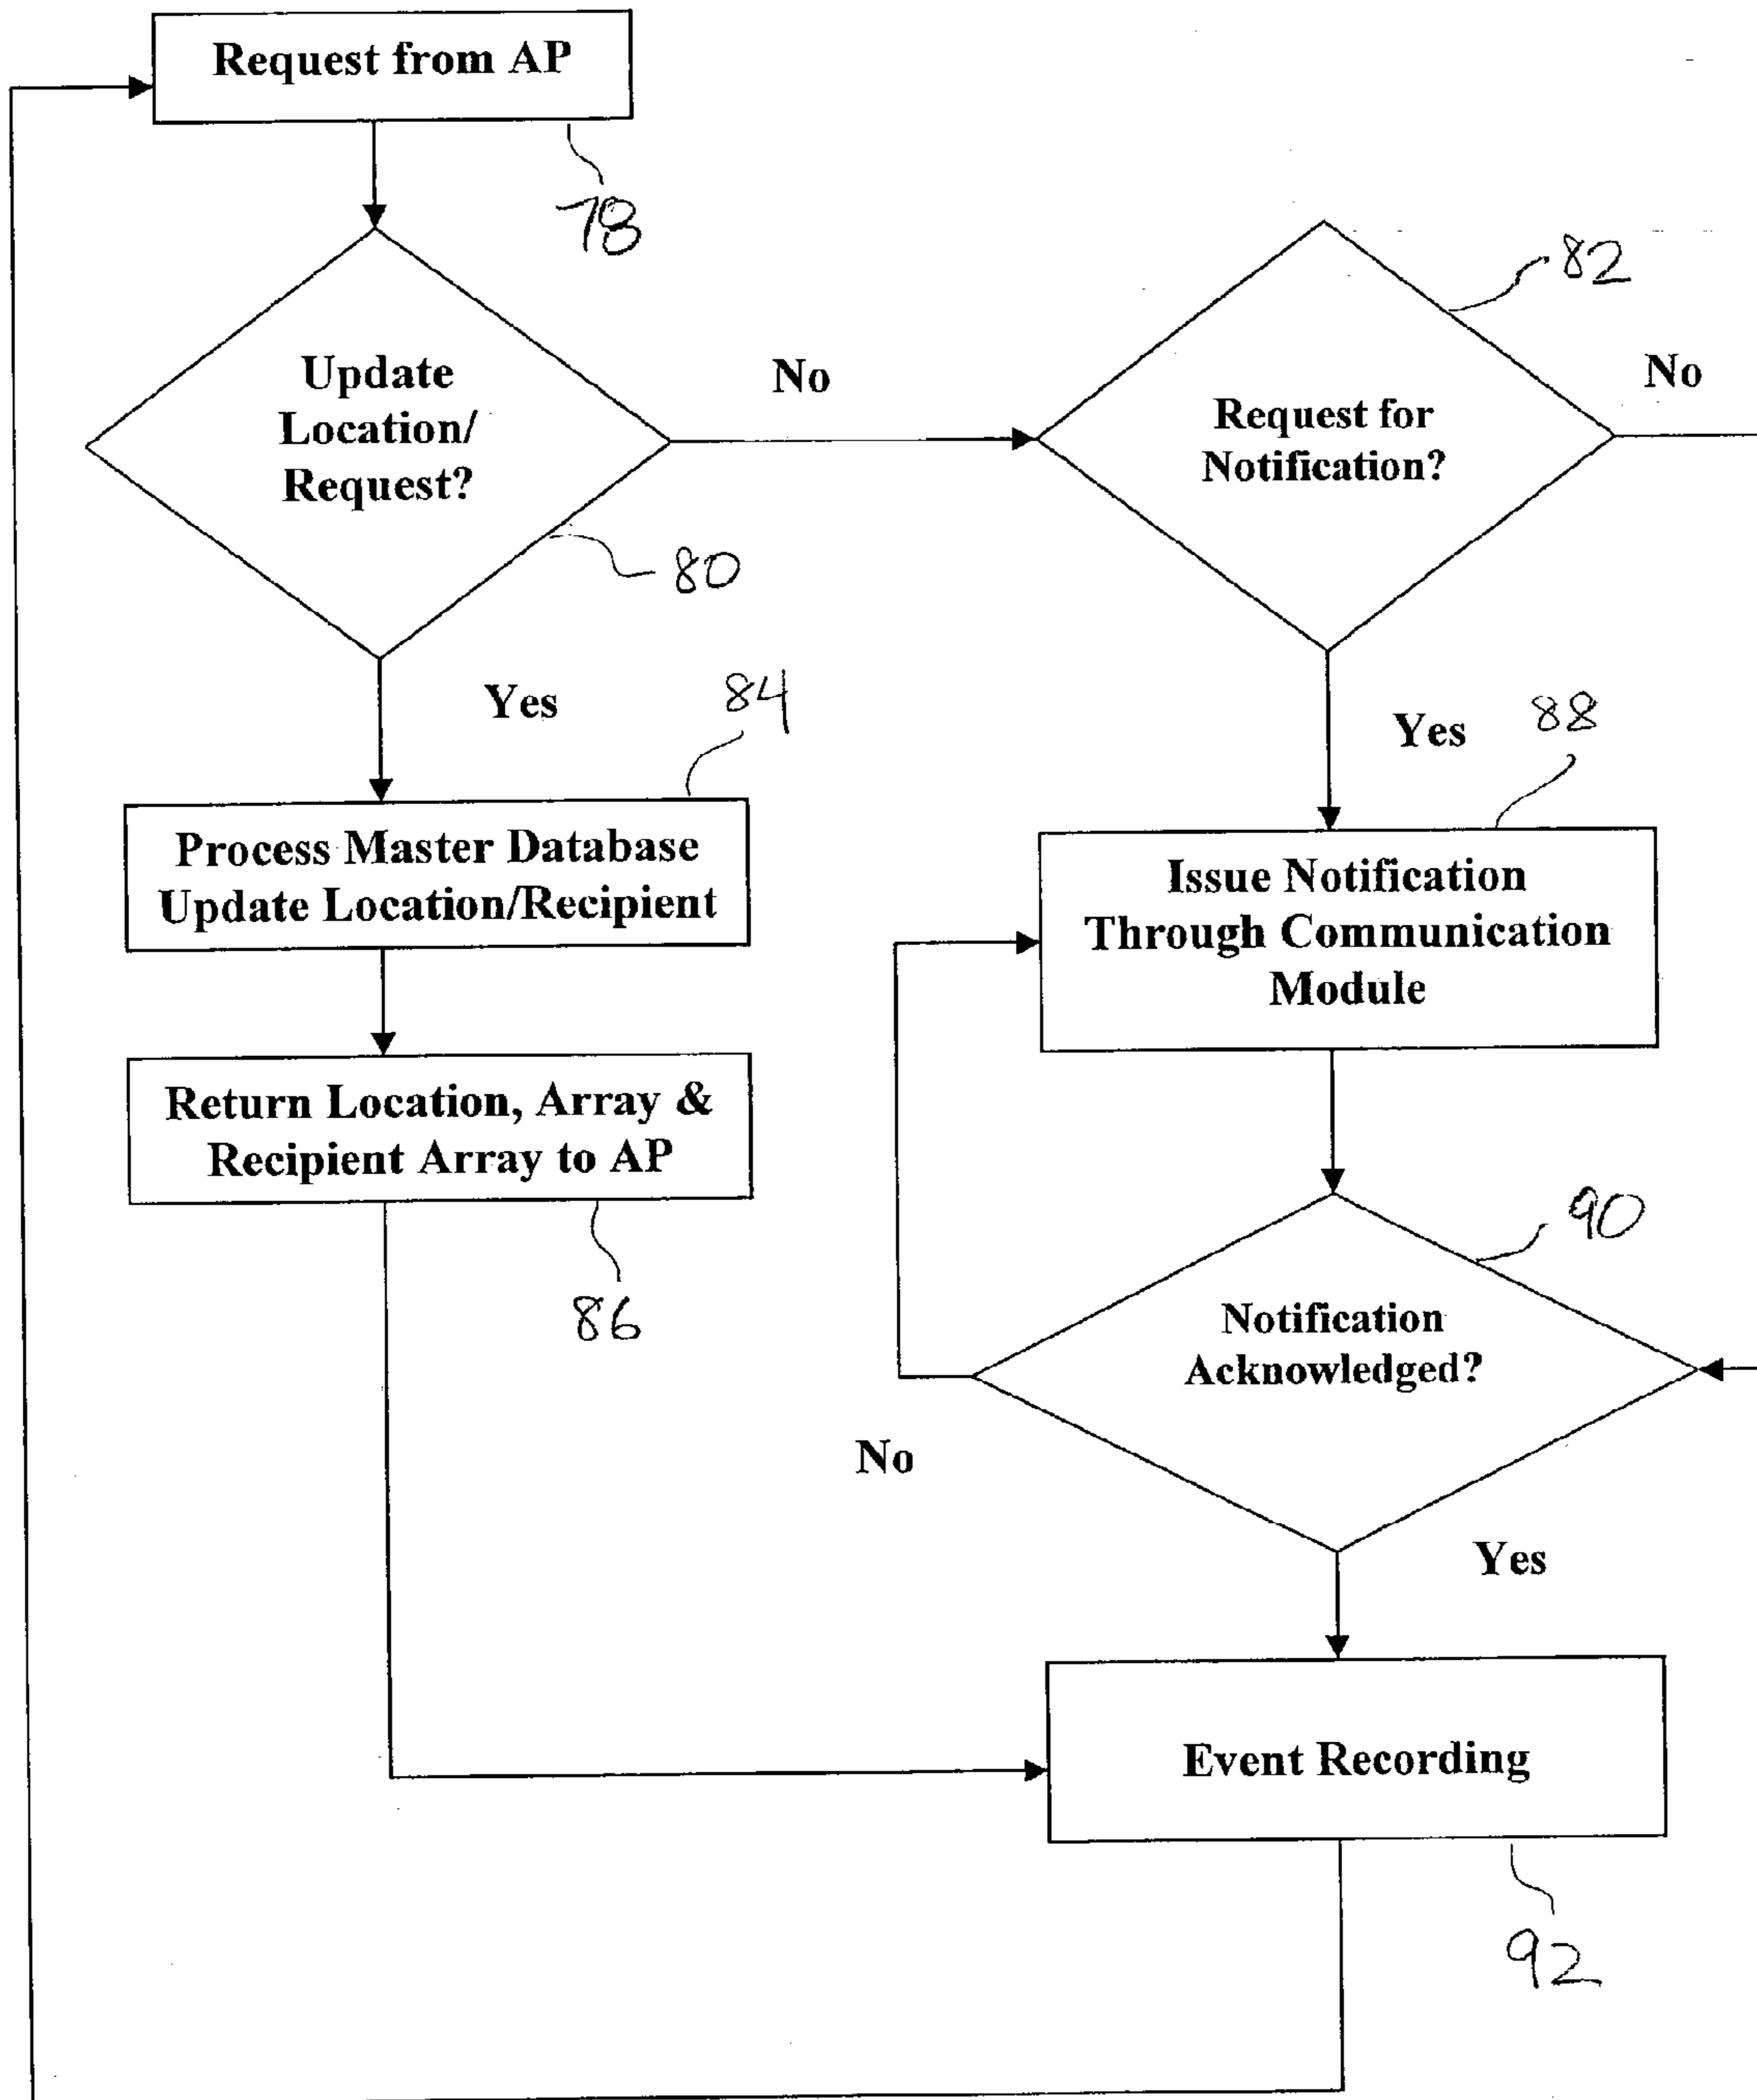 Request from AP
78
Update
Location/
Request?
80
No
Request for
Notification?
82
No
Yes
84
Process Master Database
Update Location/Recipient
Yes
88
Issue Notification
Through Communication
Module
Return Location, Array &
Recipient Array to AP
86
90
Notification
Acknowledged?
No
Yes
Event Recording
92